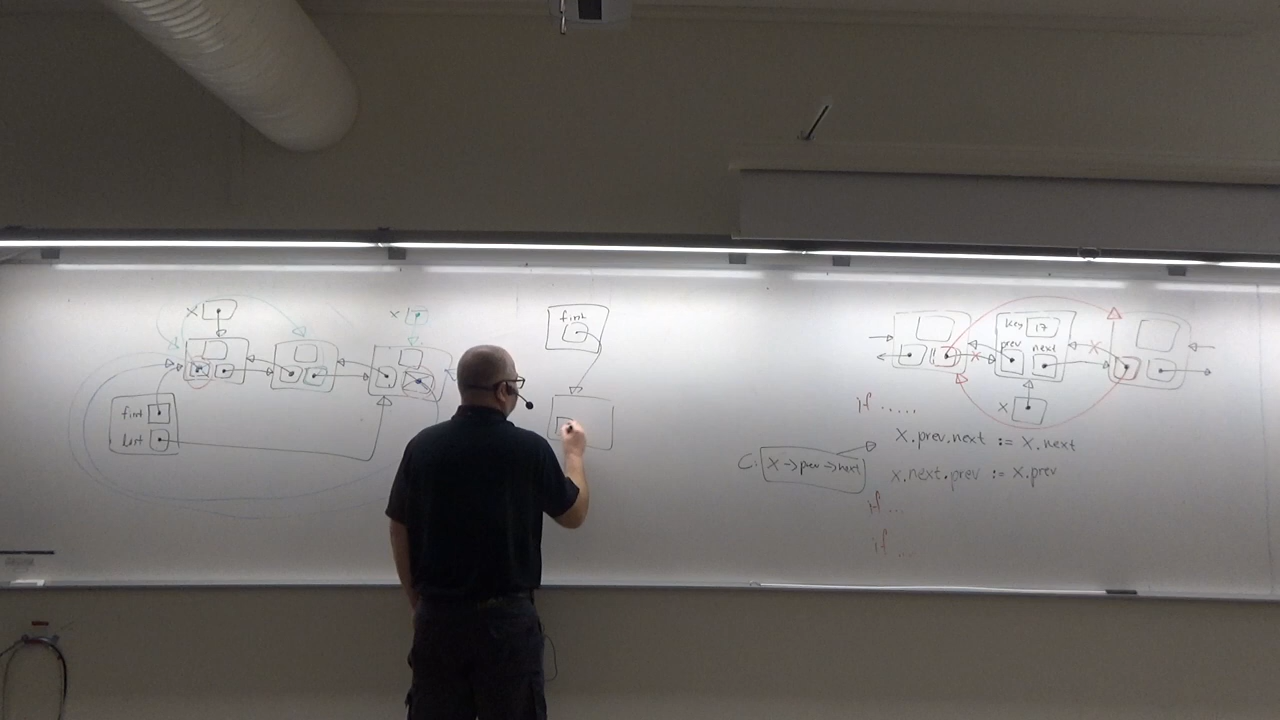 X
X
first
last
first
key 17
prev next
X
if .....
X.prev.next := X.next
C: X->prev->next
X.next.prev := X.prev
if ...
if ...